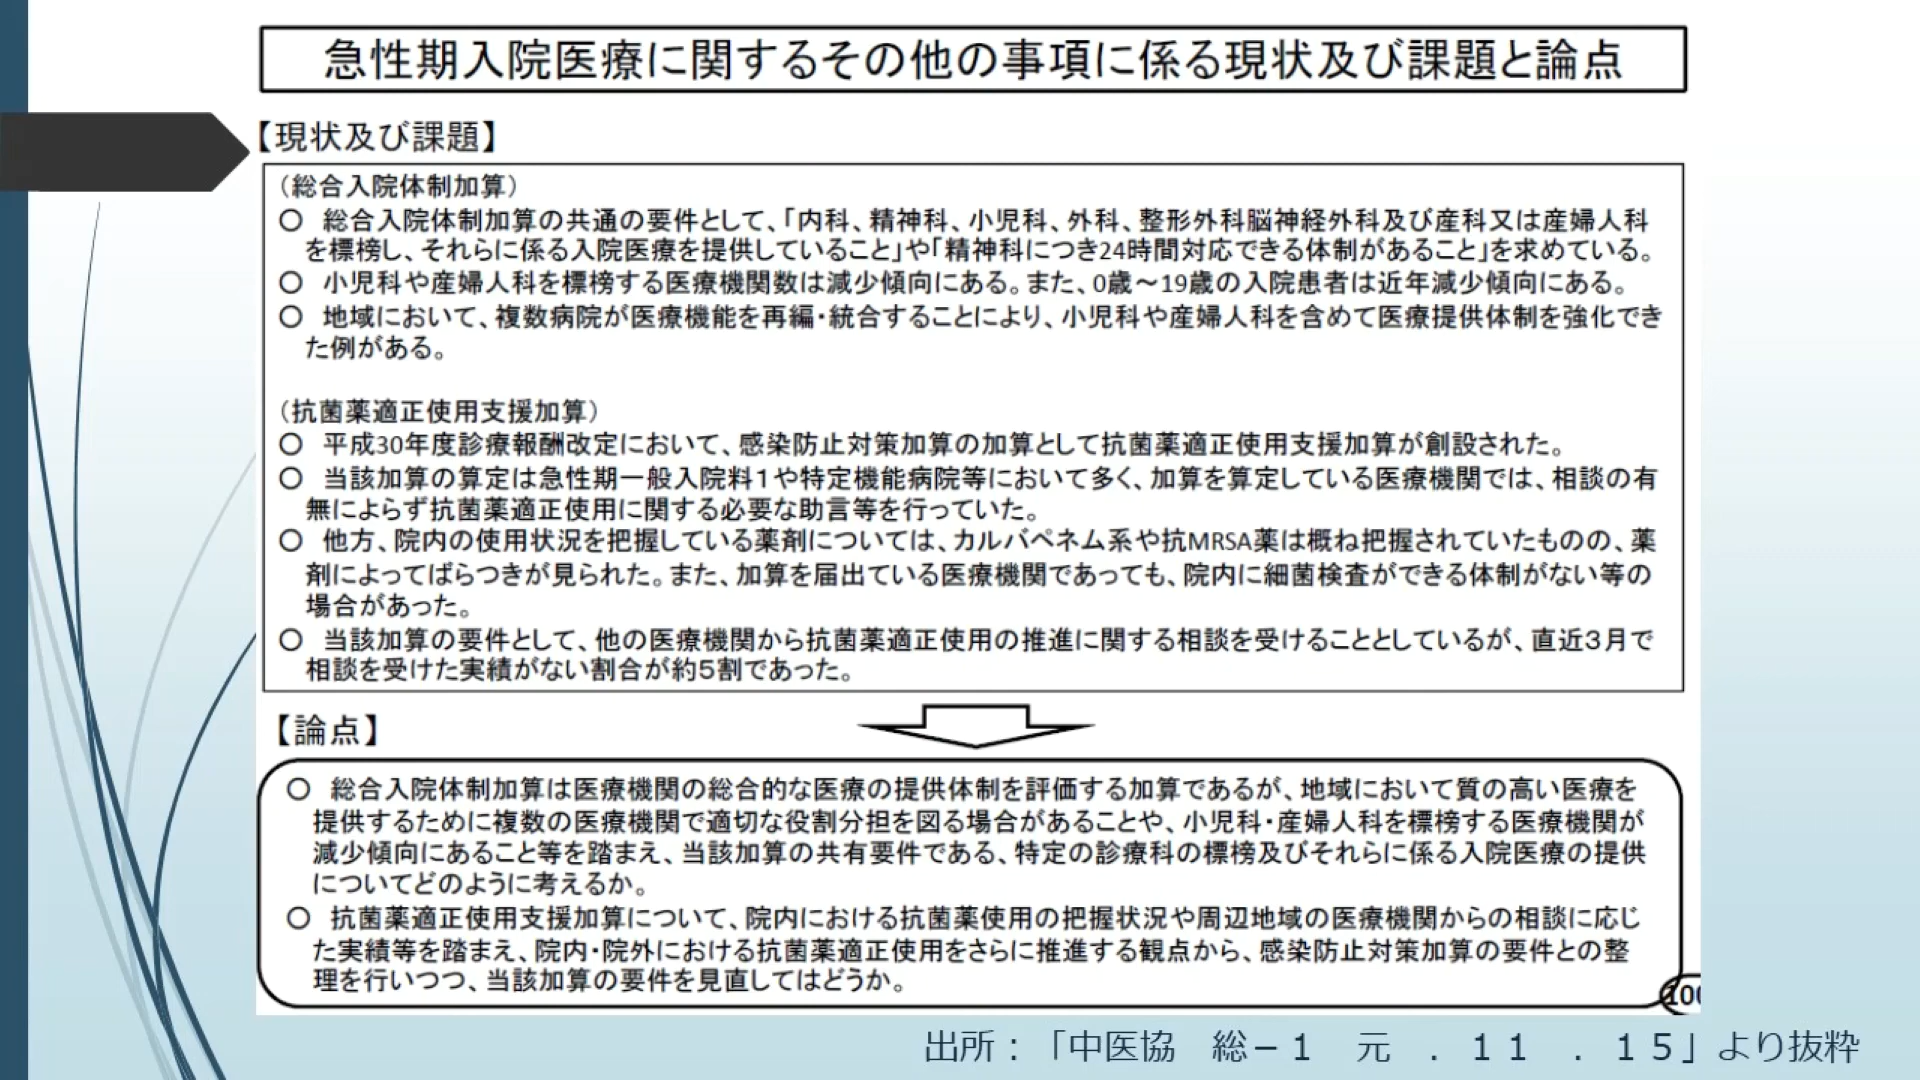 急性期入院医療に関するその他の事項に係る現状及び課題と論点
【現状及び課題】
（総合入院体制加算）
○ 総合入院体制加算の共通の要件として、「内科、精神科、小児科、外科、整形外科脳神経外科及び産科又は産婦人科
を標榜し、それらに係る入院医療を提供していること」や「精神科につき24時間対応できる体制があること」を求めている。
○ 小児科や産婦人科を標榜する医療機関数は減少傾向にある。また、0歳～19歳の入院患者は近年減少傾向にある。
○ 地域において、複数病院が医療機能を再編・統合することにより、小児科や産婦人科を含めて医療提供体制を強化でき
た例がある。
（抗菌薬適正使用支援加算）
○ 平成30年度診療報酬改定において、感染防止対策加算の加算として抗菌薬適正使用支援加算が創設された。
○ 当該加算の算定は急性期一般入院料１や特定機能病院等において多く、加算を算定している医療機関では、相談の有
無によらず抗菌薬適正使用に関する必要な助言等を行っていた。
○ 他方、院内の使用状況を把握している薬剤については、カルバペネム系や抗MRSA薬は概ね把握されていたものの、薬
剤によってばらつきが見られた。また、加算を届出ている医療機関であっても、院内に細菌検査ができる体制がない等の
場合があった。
○ 当該加算の要件として、他の医療機関から抗菌薬適正使用の推進に関する相談を受けることとしているが、直近３月で
相談を受けた実績がない割合が約５割であった。
【論点】
○ 総合入院体制加算は医療機関の総合的な医療の提供体制を評価する加算であるが、地域において質の高い医療を
提供するために複数の医療機関で適切な役割分担を図る場合があることや、小児科・産婦人科を標榜する医療機関が
減少傾向にあること等を踏まえ、当該加算の共有要件である、特定の診療科の標榜及びそれらに係る入院医療の提供
についてどのように考えるか。
○ 抗菌薬適正使用支援加算について、院内における抗菌薬使用の把握状況や周辺地域の医療機関からの相談に応じ
た実績等を踏まえ、院内・院外における抗菌薬適正使用をさらに推進する観点から、感染防止対策加算の要件との整
理を行いつつ、当該加算の要件を見直してはどうか。
100
出所：「中医協　総－１　元　．１１　．１５」より抜粋